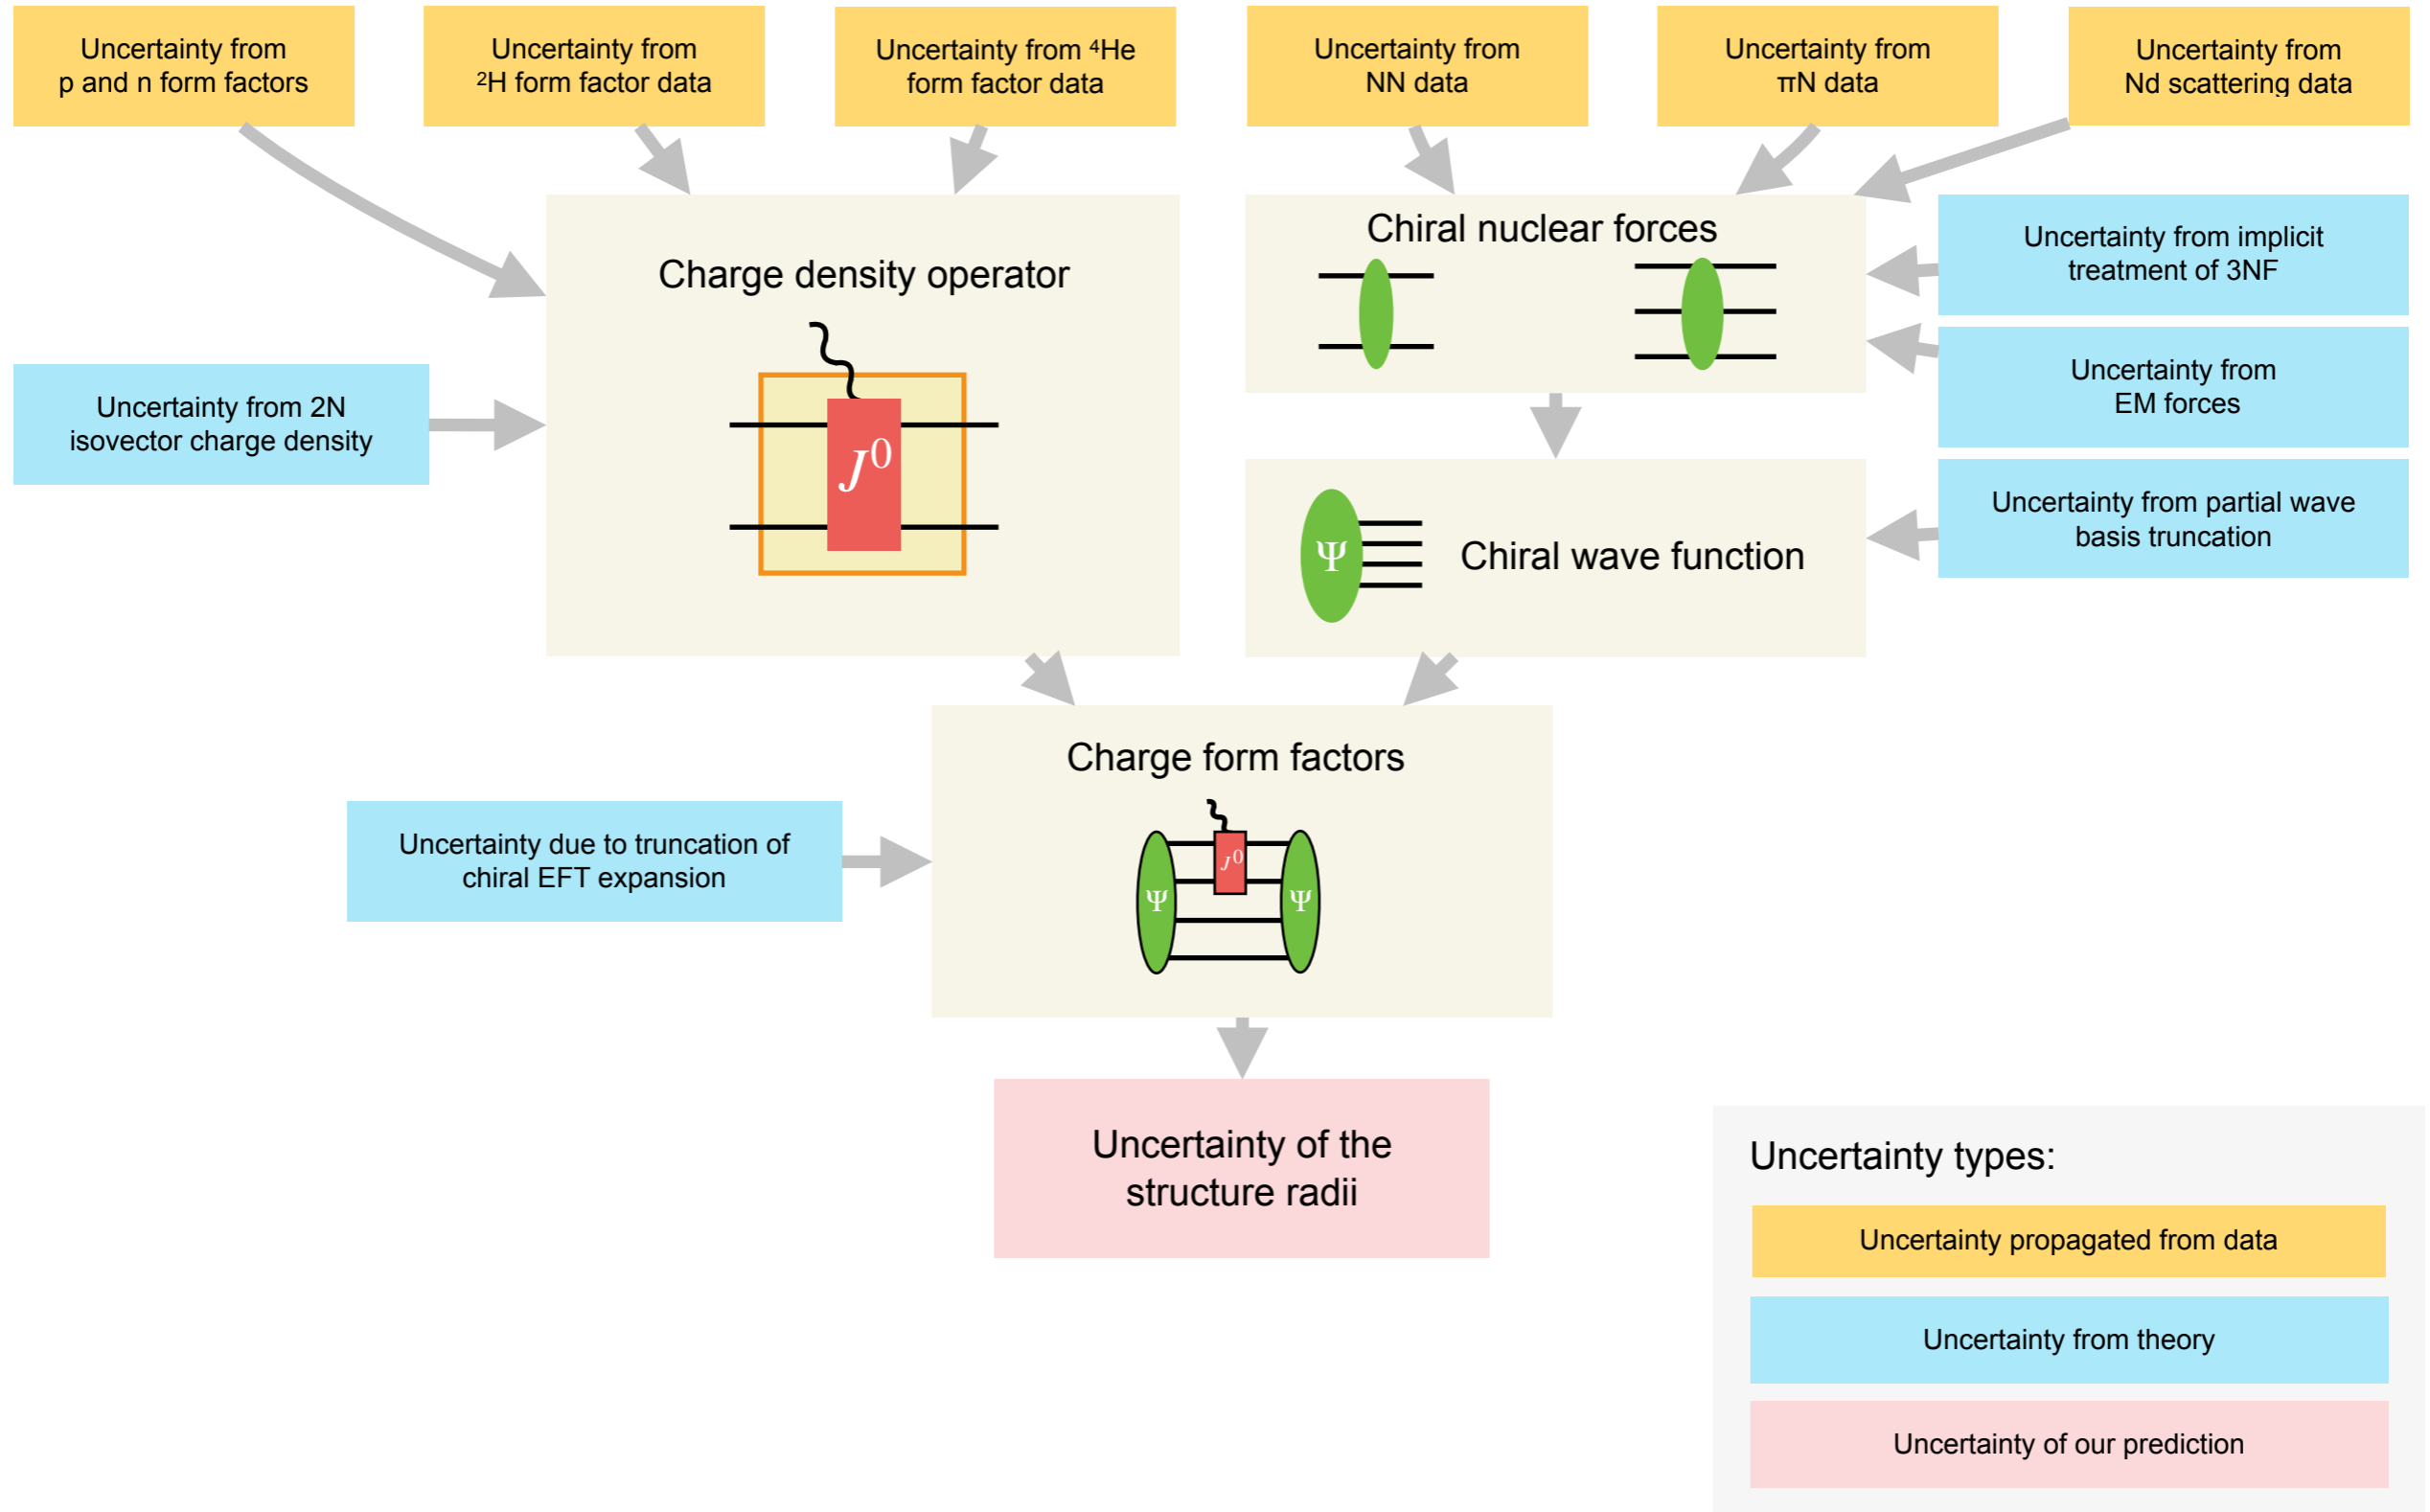 Uncertainty from
p and n form factors
Uncertainty from
²H form factor data
Uncertainty from ⁴He
form factor data
Uncertainty from
NN data
Uncertainty from
πN data
Uncertainty from
Nd scattering data
Charge density operator
J⁰
Uncertainty from 2N
isovector charge density
Chiral nuclear forces
Uncertainty from implicit
treatment of 3NF
Uncertainty from
EM forces
Ψ
Chiral wave function
Uncertainty from partial wave
basis truncation
Charge form factors
J⁰
Ψ
Ψ
Uncertainty due to truncation of
chiral EFT expansion
Uncertainty of the
structure radii
Uncertainty types:
Uncertainty propagated from data
Uncertainty from theory
Uncertainty of our prediction